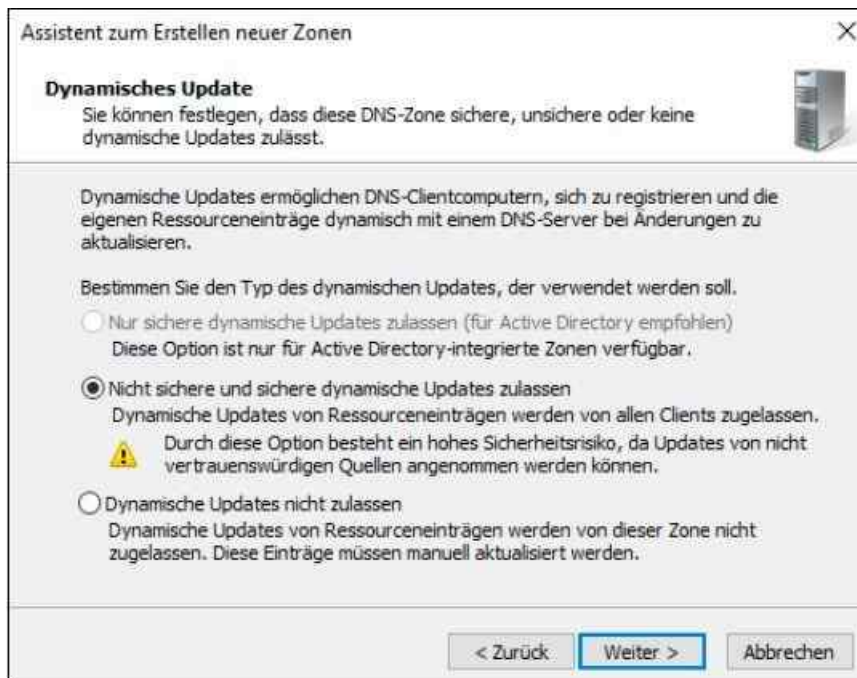 Assistent zum Erstellen neuer Zonen
Dynamisches Update
Sie können festlegen, dass diese DNS-Zone sichere, unsichere oder keine
dynamische Updates zulässt.
Dynamische Updates ermöglichen DNS-Clientcomputern, sich zu registrieren und die
eigenen Ressourceneinträge dynamisch mit einem DNS-Server bei Änderungen zu
aktualisieren.
Bestimmen Sie den Typ des dynamischen Updates, der verwendet werden soll.
Nur sichere dynamische Updates zulassen (für Active Directory empfohlen)
Diese Option ist nur für Active Directory-integrierte Zonen verfügbar.
Nicht sichere und sichere dynamische Updates zulassen
Dynamische Updates von Ressourceneinträgen werden von allen Clients zugelassen.
Durch diese Option besteht ein hohes Sicherheitsrisiko, da Updates von nicht
vertrauenswürdigen Quellen angenommen werden können.
Dynamische Updates nicht zulassen
Dynamische Updates von Ressourceneinträgen werden von dieser Zone nicht
zugelassen. Diese Einträge müssen manuell aktualisiert werden.
< Zurück Weiter > Abbrechen